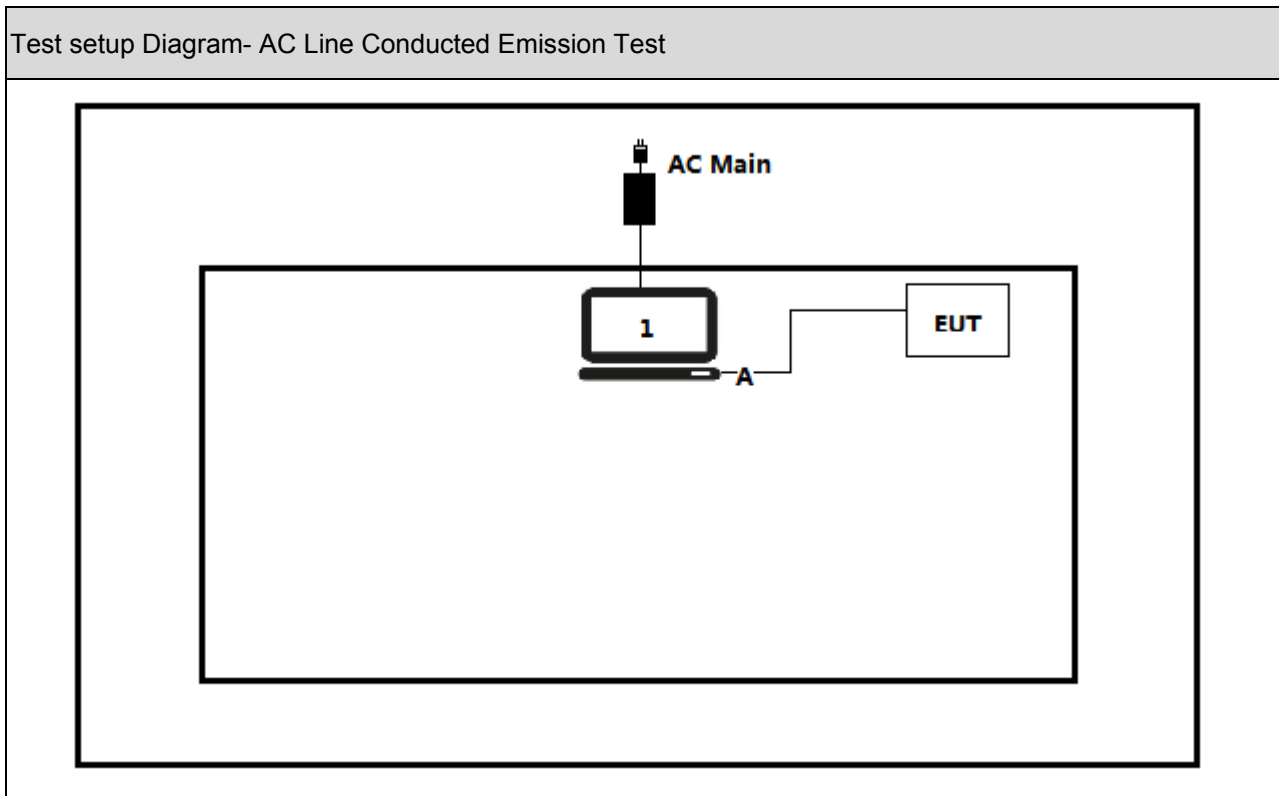 Test setup Diagram- AC Line Conducted Emission Test
AC Main
1
EUT
A